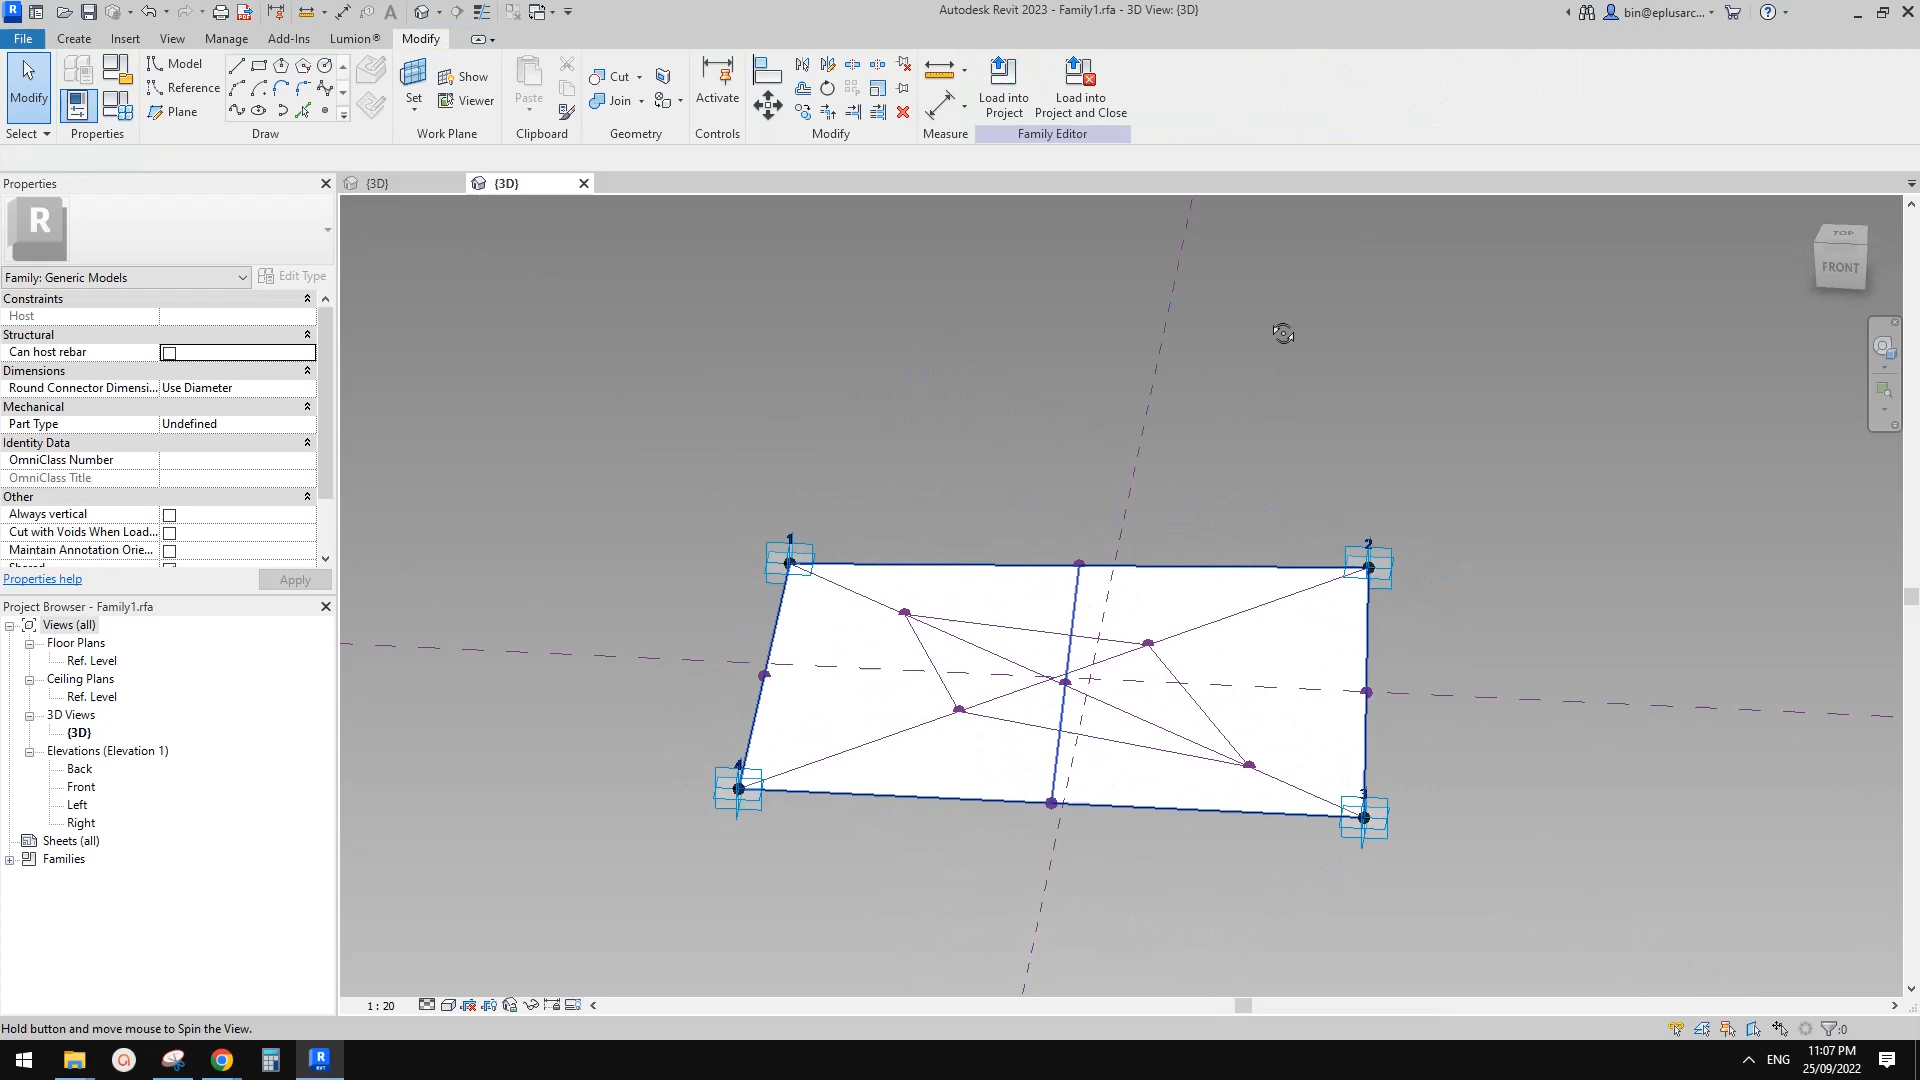 Autodesk Revit 2023 - Family1.rfa - 3D View: {3D}
bin@eplusarc...
File Create Insert View Manage Add-Ins Lumion® Modify
Modify
Select
Properties
Model
Reference
Plane
Draw
Set
Show
Viewer
Work Plane
Paste
Clipboard
Cut
Join
Geometry
Activate
Controls
Modify
Measure
Load into
Project
Load into
Project and Close
Family Editor
Properties
{3D}
{3D}
R
Family: Generic Models
Edit Type
Constraints
Host
Structural
Can host rebar
Dimensions
Round Connector Dimensi... Use Diameter
Mechanical
Part Type Undefined
Identity Data
OmniClass Number
OmniClass Title
Other
Always vertical
Cut with Voids When Load...
Maintain Annotation Orie...
Shared
Properties help
Apply
Project Browser - Family1.rfa
Views (all)
Floor Plans
Ref. Level
Ceiling Plans
Ref. Level
3D Views
{3D}
Elevations (Elevation 1)
Back
Front
Left
Right
Sheets (all)
Families
TOP
FRONT
1
2
4
3
1 : 20
Hold button and move mouse to Spin the View.
:0
ENG
11:07 PM
25/09/2022